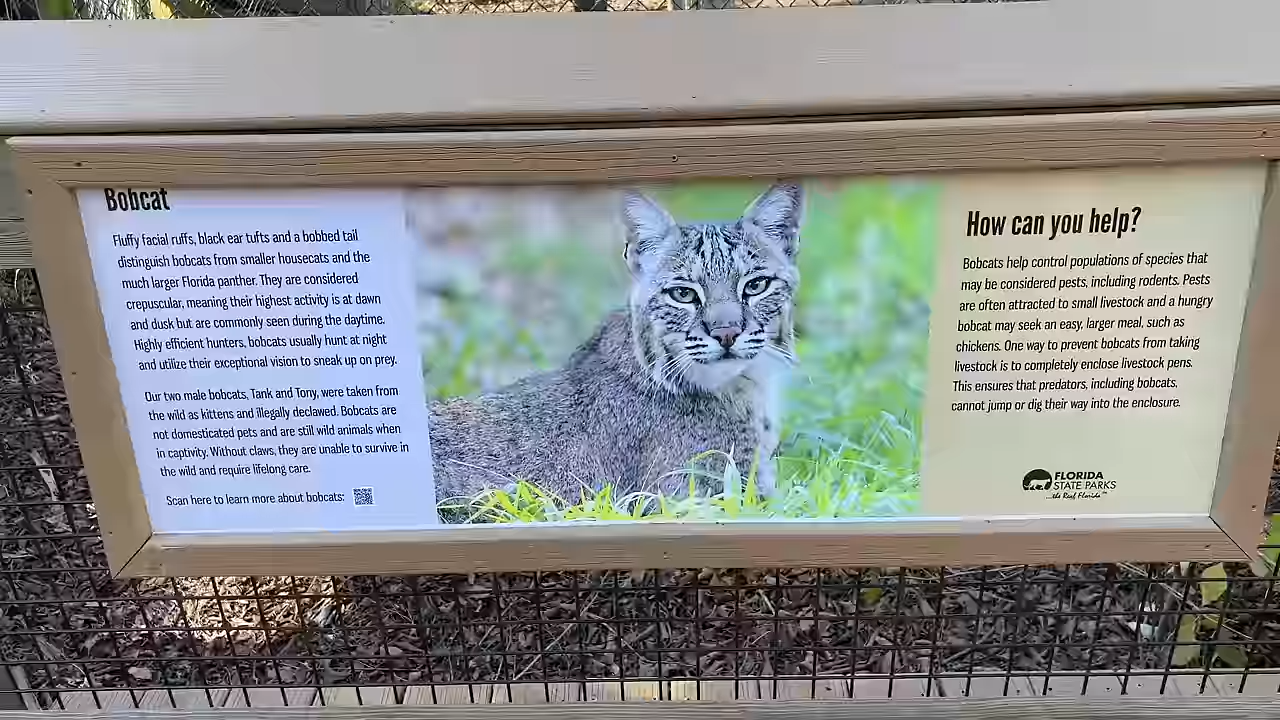 Bobcat
Fluffy facial ruffs, black ear tufts and a bobbed tail
distinguish bobcats from smaller housecats and the
much larger Florida panther. They are considered
crepuscular, meaning their highest activity is at dawn
and dusk but are commonly seen during the daytime.
Highly efficient hunters, bobcats usually hunt at night
and utilize their exceptional vision to sneak up on prey.
Our two male bobcats, Tank and Tony, were taken from
the wild as kittens and illegally declawed. Bobcats are
not domesticated pets and are still wild animals when
in captivity. Without claws, they are unable to survive in
the wild and require lifelong care.
Scan here to learn more about bobcats:
How can you help?
Bobcats help control populations of species that
may be considered pests, including rodents. Pests
are often attracted to small livestock and a hungry
bobcat may seek an easy, larger meal, such as
chickens. One way to prevent bobcats from taking
livestock is to completely enclose livestock pens.
This ensures that predators, including bobcats,
cannot jump or dig their way into the enclosure.
FLORIDA
STATE PARKS
...the Real Florida